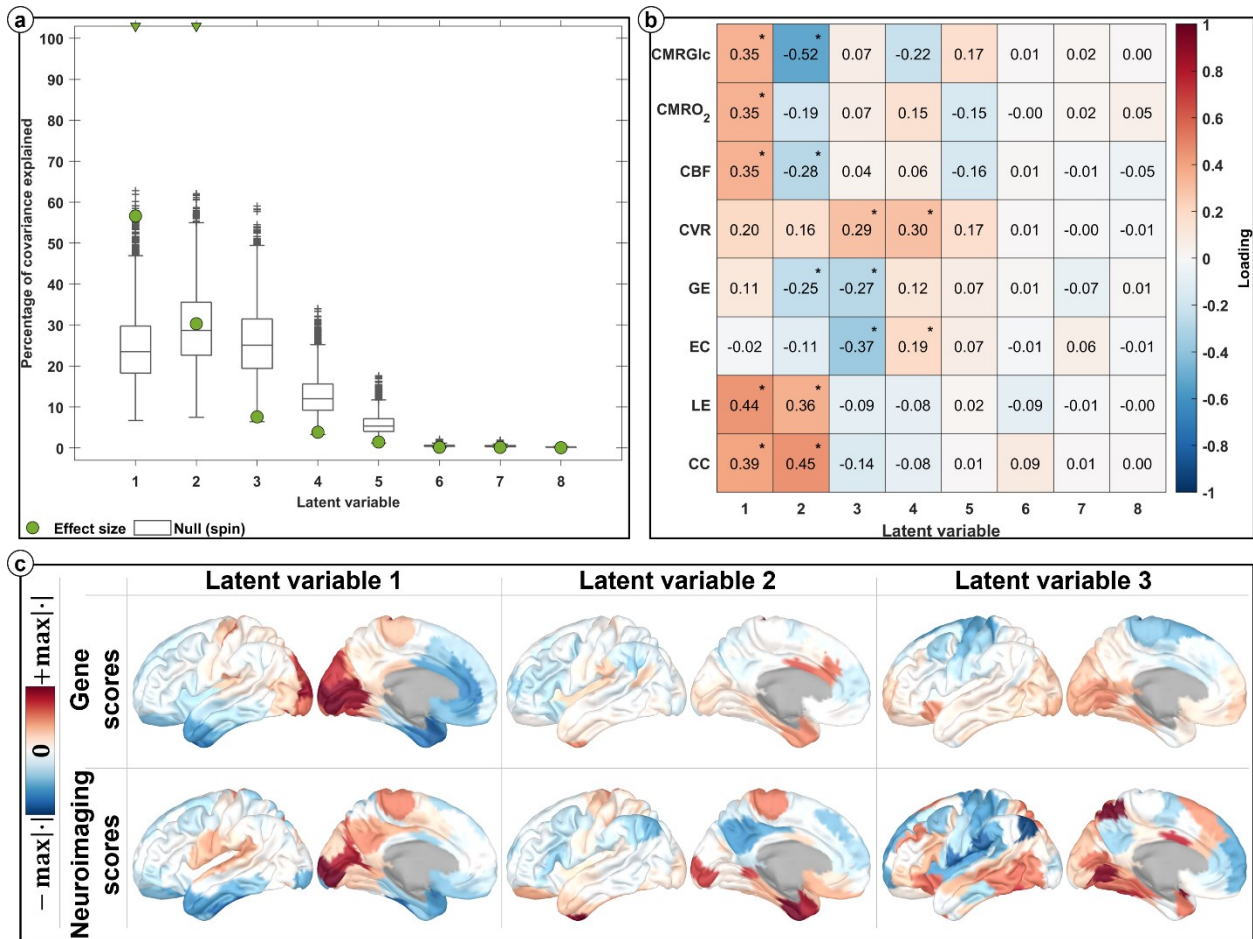 a
100
90
80
70
60
50
40
30
20
10
0
Percentage of covariance explained
1 2 3 4 5 6 7 8
Latent variable
Effect size Null (spin)
b
CMRGlc 0.35* -0.52* 0.07 -0.22 0.17 0.01 0.02 0.00
CMRO₂ 0.35* -0.19 0.07 0.15 -0.15 -0.00 0.02 0.05
CBF 0.35* -0.28* 0.04 0.06 -0.16 0.01 -0.01 -0.05
CVR 0.20 0.16 0.29* 0.30* 0.17 0.01 -0.00 -0.01
GE 0.11 -0.25* -0.27* 0.12 0.07 0.01 -0.07 0.01
EC -0.02 -0.11 -0.37* 0.19* 0.07 -0.01 0.06 -0.01
LE 0.44* 0.36* -0.09 -0.08 0.02 -0.09 -0.01 -0.00
CC 0.39* 0.45* -0.14 -0.08 0.01 0.09 0.01 0.00
1 2 3 4 5 6 7 8
Latent variable
1
0.8
0.6
0.4
0.2
0
-0.2
-0.4
-0.6
-0.8
-1
Loading
c
Latent variable 1 Latent variable 2 Latent variable 3
− max|·| 0 +max|·|
Gene
scores
Neuroimaging
scores